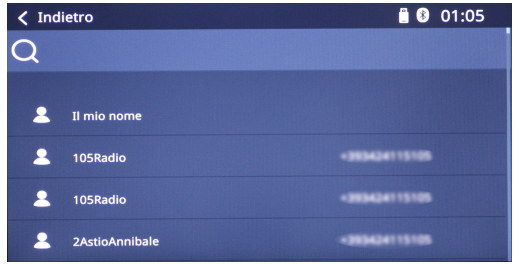 Indietro 01:05
Il mio nome
105Radio
105Radio
2AstioAnnibale